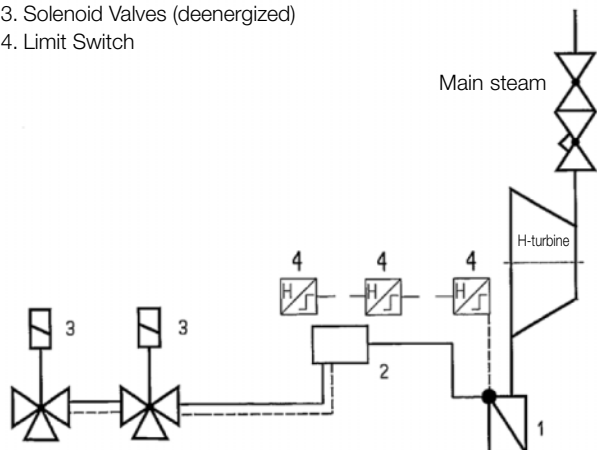 3. Solenoid Valves (deenergized)
4. Limit Switch
Main steam
H-turbine
4 4 4
H H H
3 3
2
1